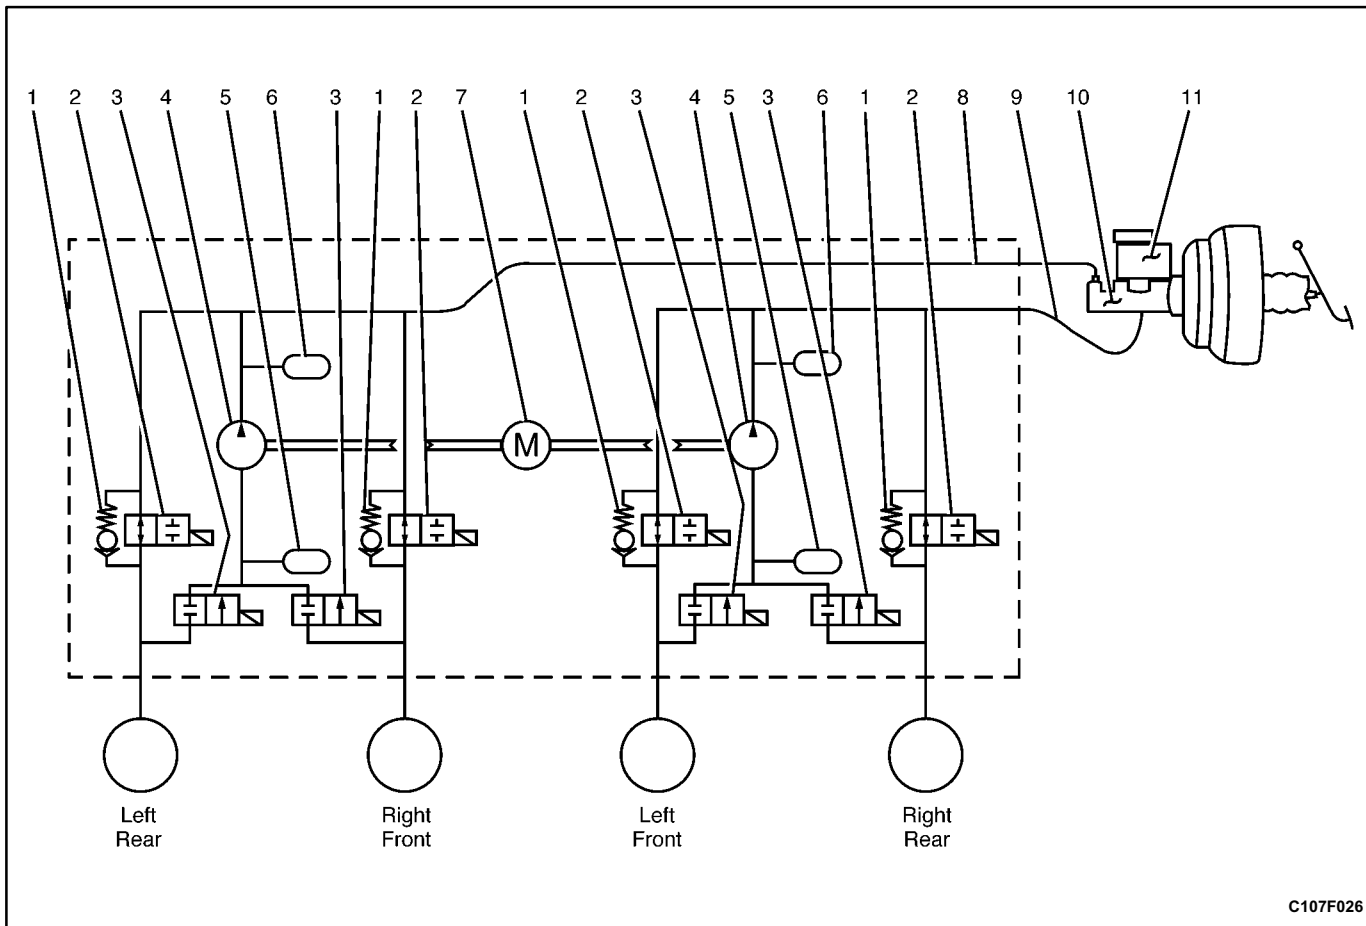 1 2 3 4 5 6 3 1 2 7 1 2 3 4 5 3 6 1 2 8 9 10 11
M
Left Rear
Right Front
Left Front
Right Rear
C107F026